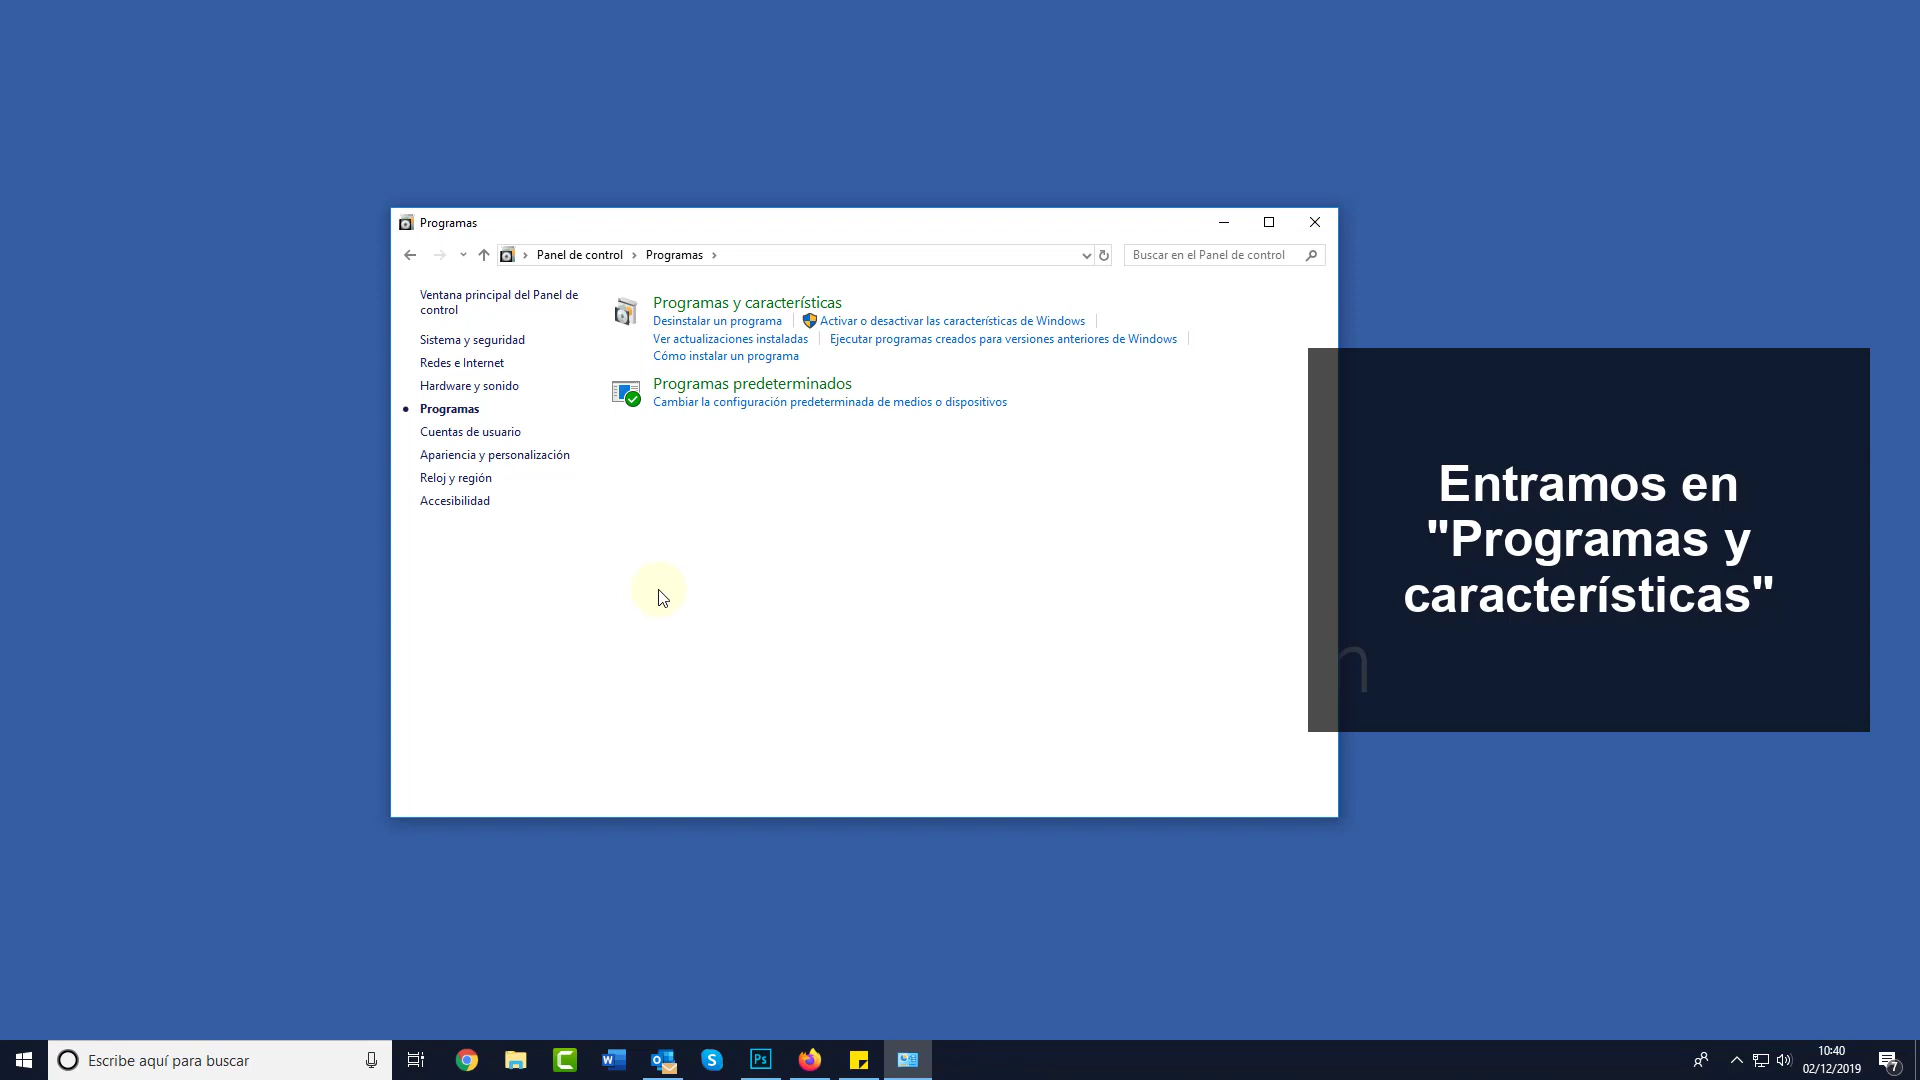 Programas
Panel de control
Programas
Buscar en el Panel de control
Ventana principal del Panel de
control
Sistema y seguridad
Redes e Internet
Hardware y sonido
Programas
Cuentas de usuario
Apariencia y personalización
Reloj y región
Accesibilidad
Programas y características
Desinstalar un programa
Activar o desactivar las características de Windows
Ver actualizaciones instaladas
Ejecutar programas creados para versiones anteriores de Windows
Cómo instalar un programa
Programas predeterminados
Cambiar la configuración predeterminada de medios o dispositivos
Entramos en
"Programas y
características"
n
Escribe aquí para buscar
Ps
10:40
02/12/2019
7